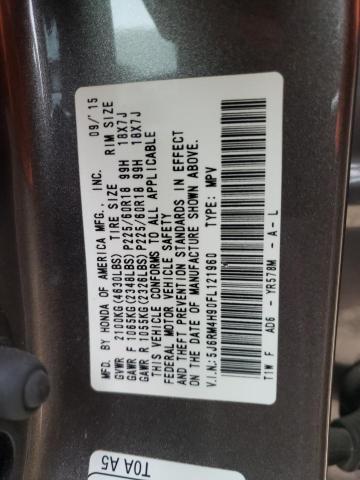 MFD. BY HONDA OF AMERICA MFG., INC. 09/'15
GVWR 2100KG(4630LBS) TIRE SIZE RIM SIZE
GAWR F 1065KG(2348LBS) P225/60R18 99H 18X7J
GAWR R 1055KG(2326LBS) P225/60R18 99H 18X7J
THIS VEHICLE CONFORMS TO ALL APPLICABLE
FEDERAL MOTOR VEHICLE SAFETY
AND THEFT PREVENTION STANDARDS IN EFFECT
ON THE DATE OF MANUFACTURE SHOWN ABOVE.
V.I.N.:5J6RM4H90FL121960 TYPE: MPV
T1W F AD6 - YR578M - A - L
T0A A5